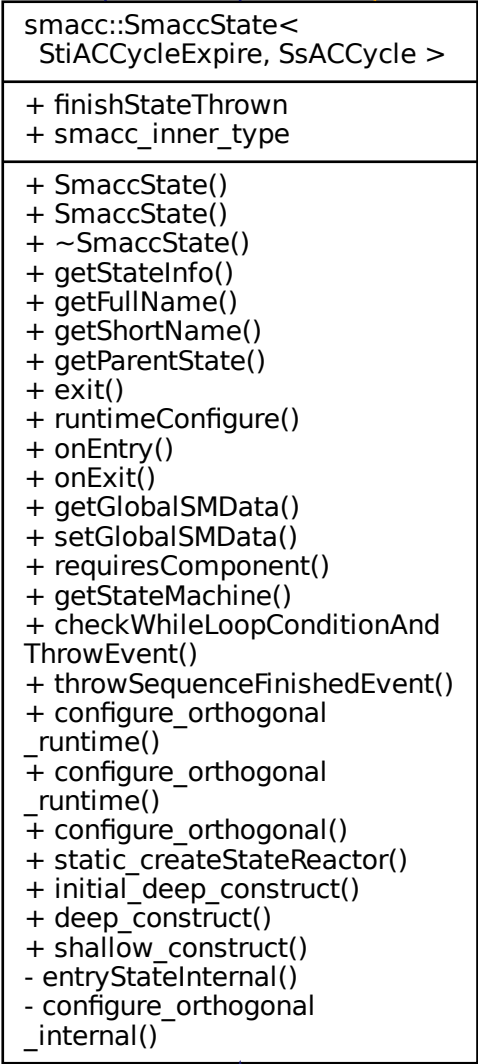 smacc::SmaccState<
StiACCycleExpire, SsACCycle >
+ finishStateThrown
+ smacc_inner_type
+ SmaccState()
+ SmaccState()
+ ~SmaccState()
+ getStateInfo()
+ getFullName()
+ getShortName()
+ getParentState()
+ exit()
+ runtimeConfigure()
+ onEntry()
+ onExit()
+ getGlobalSMData()
+ setGlobalSMData()
+ requiresComponent()
+ getStateMachine()
+ checkWhileLoopConditionAnd
ThrowEvent()
+ throwSequenceFinishedEvent()
+ configure_orthogonal
_runtime()
+ configure_orthogonal
_runtime()
+ configure_orthogonal()
+ static_createStateReactor()
+ initial_deep_construct()
+ deep_construct()
+ shallow_construct()
- entryStateInternal()
- configure_orthogonal
_internal()